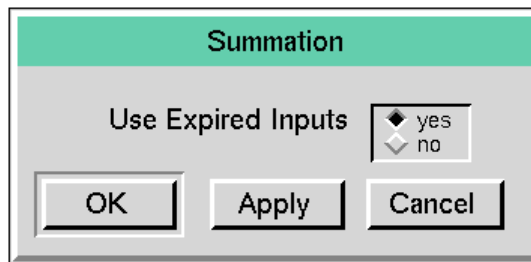 Summation
Use Expired Inputs
yes
no
OK
Apply
Cancel